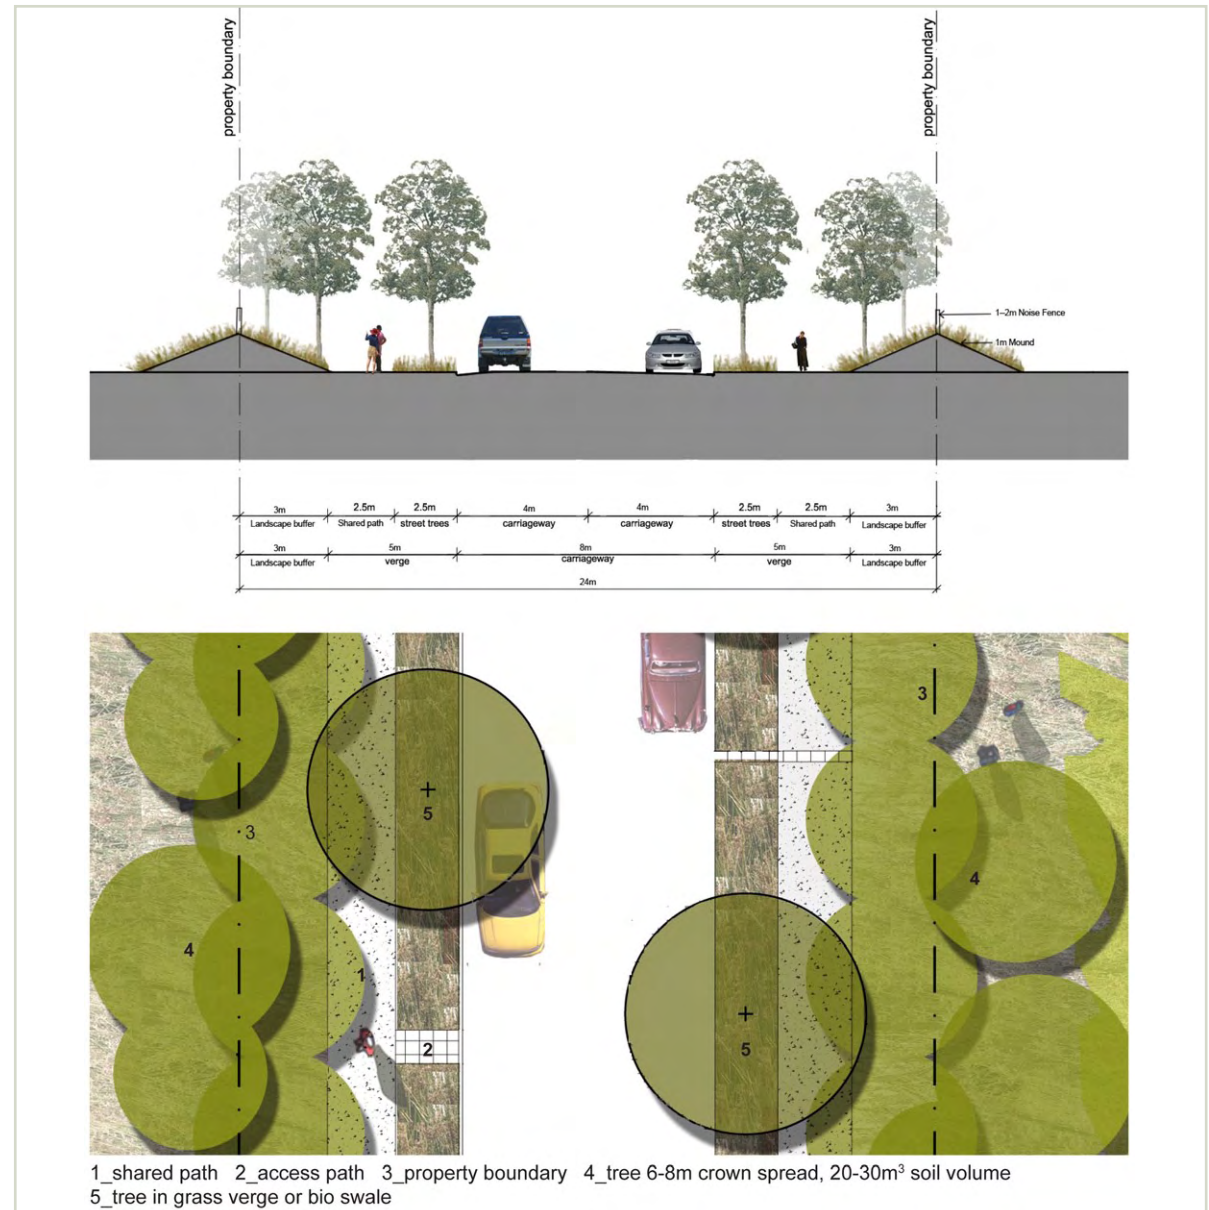 property boundary
property boundary
1–2m Noise Fence
1m Mound
3m 2.5m 2.5m 4m 4m 2.5m 2.5m 3m
Landscape buffer Shared path street trees carriageway carriageway street trees Shared path Landscape buffer
3m 5m 8m 5m 3m
Landscape buffer verge carriageway verge Landscape buffer
24m
3
5
3
4
4
1
2
5
1_shared path 2_access path 3_property boundary 4_tree 6-8m crown spread, 20-30m³ soil volume
5_tree in grass verge or bio swale